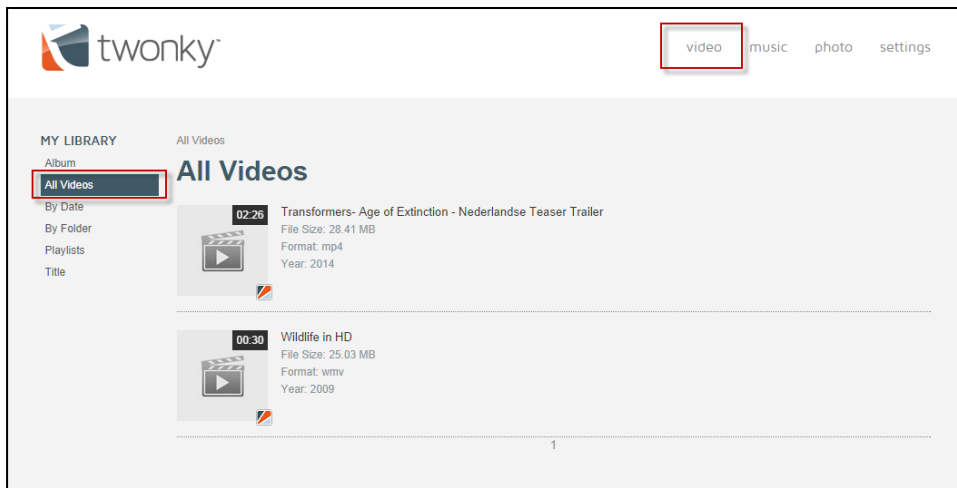 twonky™
video music photo settings
MY LIBRARY
Album
All Videos
By Date
By Folder
Playlists
Title
All Videos
All Videos
02:26
Transformers- Age of Extinction - Nederlandse Teaser Trailer
File Size: 28.41 MB
Format: mp4
Year: 2014
00:30
Wildlife in HD
File Size: 25.03 MB
Format: wmv
Year: 2009
1